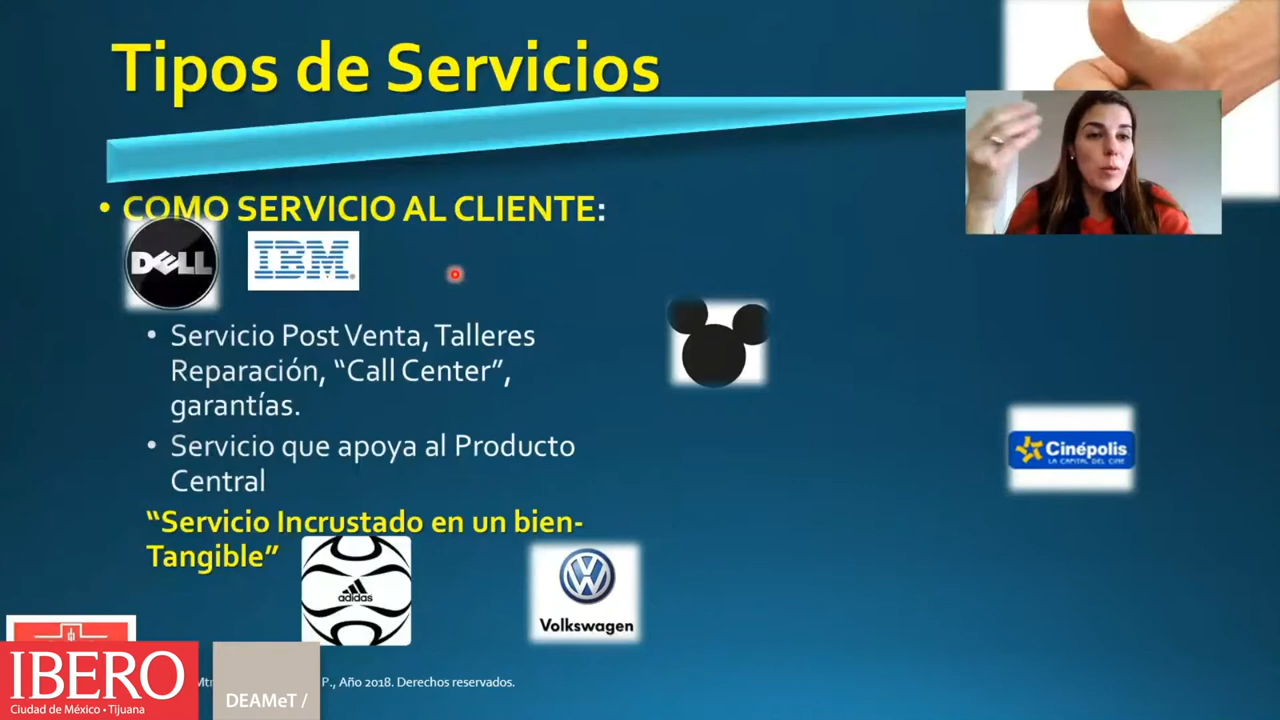 Tipos de Servicios
• COMO SERVICIO AL CLIENTE:
DELL
IBM
• Servicio Post Venta, Talleres
Reparación, “Call Center”,
garantías.
• Servicio que apoya al Producto
Central
Cinépolis
LA CAPITAL DEL CINE
“Servicio Incrustado en un bien-
Tangible”
adidas
Volkswagen
IBERO
Ciudad de México • Tijuana
DEAMeT /
P., Año 2018. Derechos reservados.